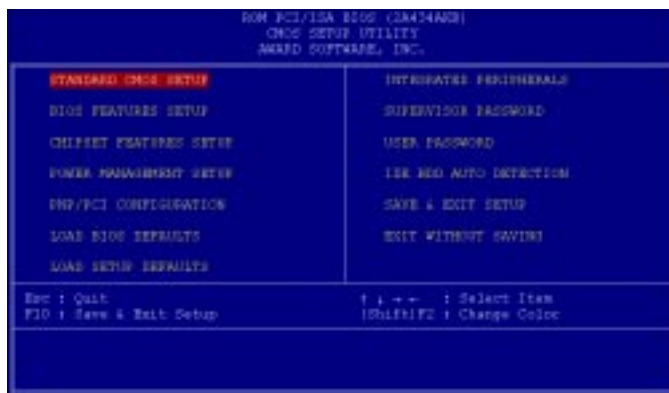 ROM PCI/ISA BIOS (2A434AKB)
CMOS SETUP UTILITY
AWARD SOFTWARE, INC.
STANDARD CMOS SETUP
BIOS FEATURES SETUP
CHIPSET FEATURES SETUP
POWER MANAGEMENT SETUP
PNP/PCI CONFIGURATION
LOAD BIOS DEFAULTS
LOAD SETUP DEFAULTS
INTEGRATED PERIPHERALS
SUPERVISOR PASSWORD
USER PASSWORD
IDE HDD AUTO DETECTION
SAVE & EXIT SETUP
EXIT WITHOUT SAVING
Esc : Quit
F10 : Save & Exit Setup
↑ ↓ → ← : Select Item
(Shift)F2 : Change Color